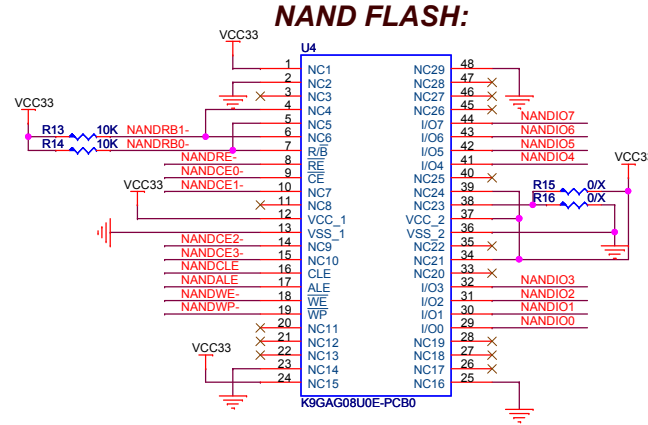 NAND FLASH:
VCC33
U4
1 NC1 NC29 48
2 NC2 NC28 47
3 NC3 NC27 46
VCC33
4 NC4 NC26 45
5 NC5 I/O7 44 NANDIO7
R13 10K NANDRB1- 6 NC6 I/O6 43 NANDIO6
R14 10K NANDRB0- 7 R/B I/O5 42 NANDIO5
NANDRE- 8 RE I/O4 41 NANDIO4
NANDCE0- 9 CE NC25 40 VCC3
NANDCE1- 10 NC7 NC24 39 R15 0/X
VCC33 11 NC8 NC23 38 R16 0/X
12 VCC_1 VCC_2 37
13 VSS_1 VSS_2 36
NANDCE2- 14 NC9 NC22 35
NANDCE3- 15 NC10 NC21 34
NANDCLE 16 CLE NC20 33
NANDALE 17 ALE I/O3 32 NANDIO3
NANDWE- 18 WE I/O2 31 NANDIO2
NANDWP- 19 WP I/O1 30 NANDIO1
20 NC11 I/O0 29 NANDIO0
21 NC12 NC19 28
22 NC13 NC18 27
VCC33
23 NC14 NC17 26
24 NC15 NC16 25
K9GAG08U0E-PCB0